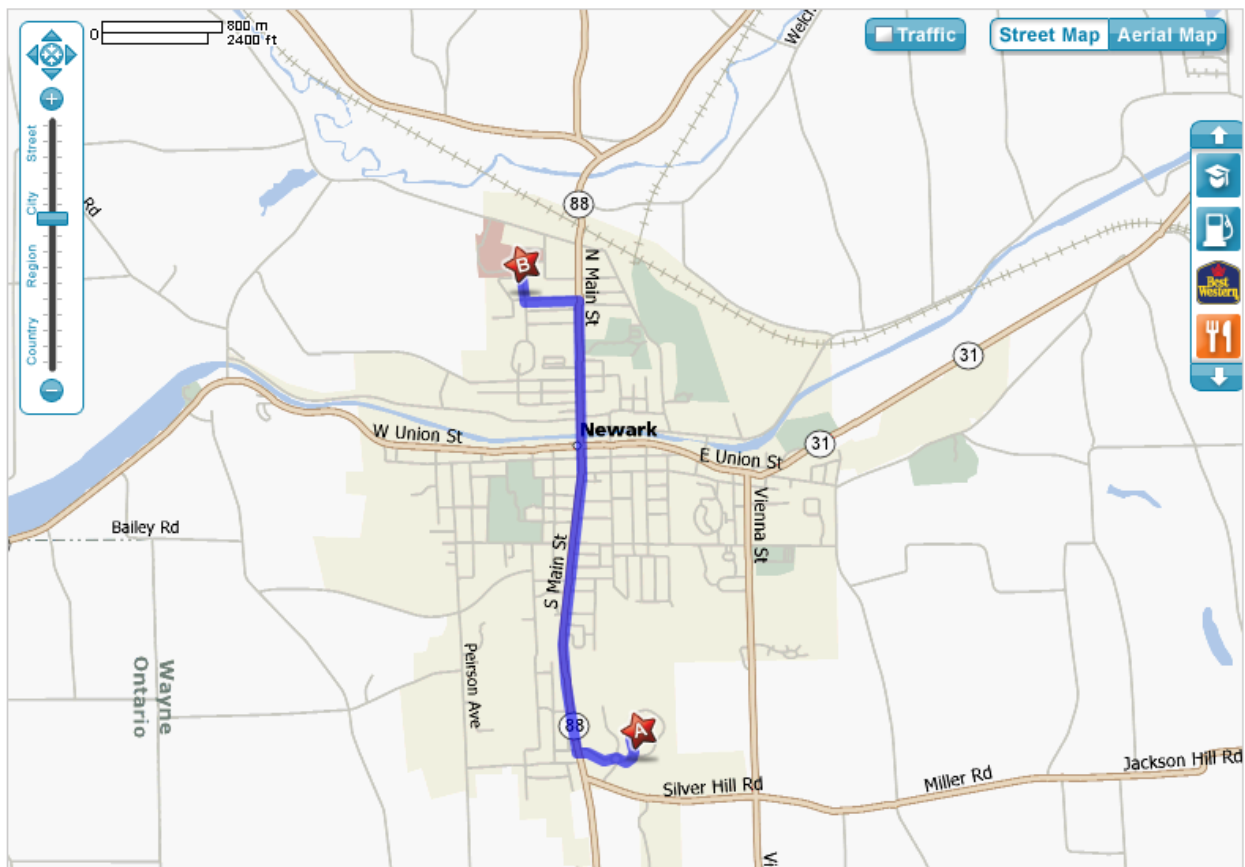 0
800 m
2400 ft
Welch
Traffic
Street Map
Aerial Map
Street
City
Region
Country
Rd
88
B
N Main St
Best
Western
31
Newark
W Union St
E Union St
31
Vienna St
Bailey Rd
S Main St
Peirson Ave
Wayne
Ontario
88
A
Silver Hill Rd
Miller Rd
Jackson Hill Rd
Vi